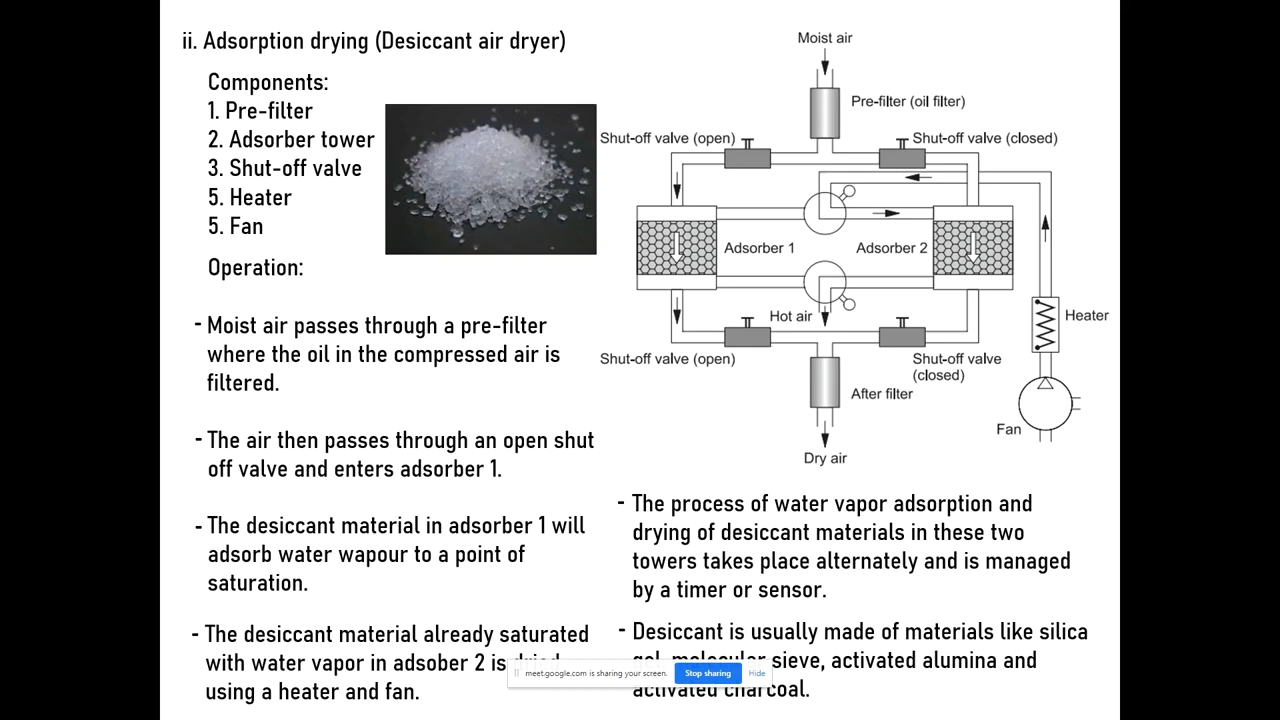 ii. Adsorption drying (Desiccant air dryer)
Components:
1. Pre-filter
2. Adsorber tower
3. Shut-off valve
5. Heater
5. Fan
Operation:
- Moist air passes through a pre-filter
where the oil in the compressed air is
filtered.
- The air then passes through an open shut
off valve and enters adsorber 1.
- The desiccant material in adsorber 1 will
adsorb water wapour to a point of
saturation.
- The desiccant material already saturated
with water vapor in adsober 2 is dried
using a heater and fan.
Moist air
Pre-filter (oil filter)
Shut-off valve (open)
Shut-off valve (closed)
Adsorber 1
Adsorber 2
Hot air
Heater
Shut-off valve (open)
Shut-off valve
(closed)
After filter
Fan
Dry air
- The process of water vapor adsorption and
drying of desiccant materials in these two
towers takes place alternately and is managed
by a timer or sensor.
- Desiccant is usually made of materials like silica
gel, molecular sieve, activated alumina and
activated charcoal.
meet.google.com is sharing your screen.
Stop sharing
Hide